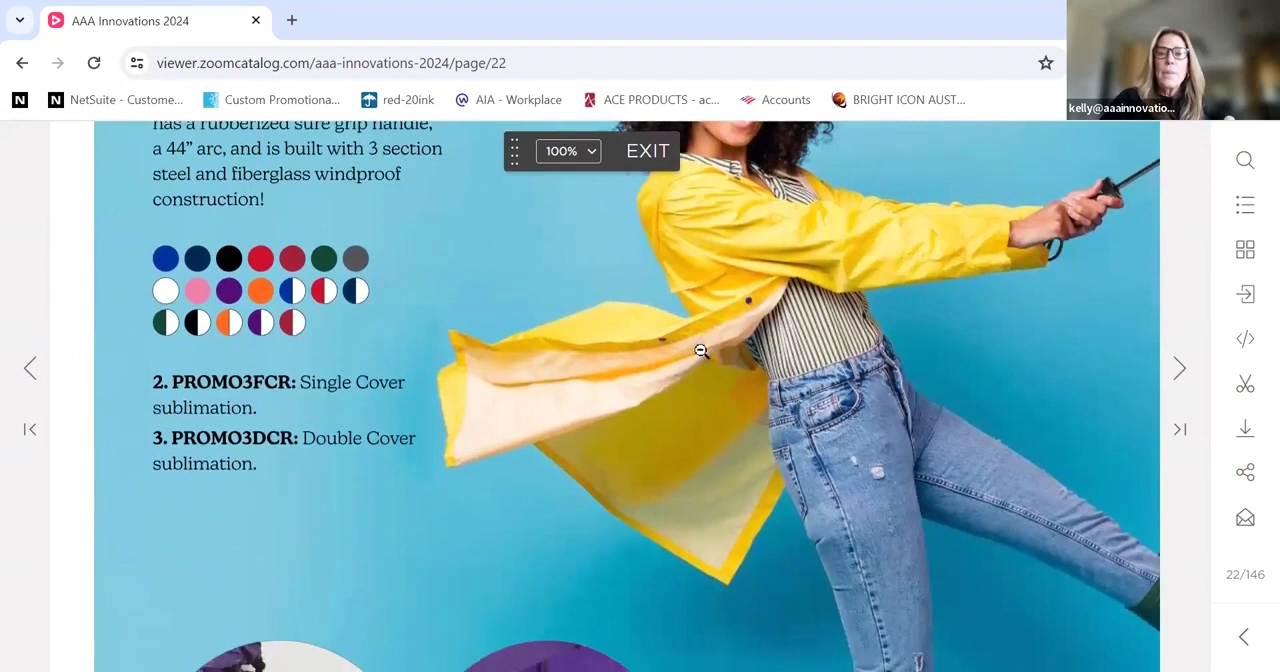 AAA Innovations 2024
viewer.zoomcatalog.com/aaa-innovations-2024/page/22
NetSuite - Custome...
Custom Promotiona...
red-20ink
AIA - Workplace
ACE PRODUCTS - ac...
Accounts
BRIGHT ICON AUST...
kelly@aaainnovatio...
has a rubberized sure grip handle,
a 44” arc, and is built with 3 section
steel and fiberglass windproof
construction!
100%
EXIT
2. PROMO3FCR: Single Cover
sublimation.
3. PROMO3DCR: Double Cover
sublimation.
22/146